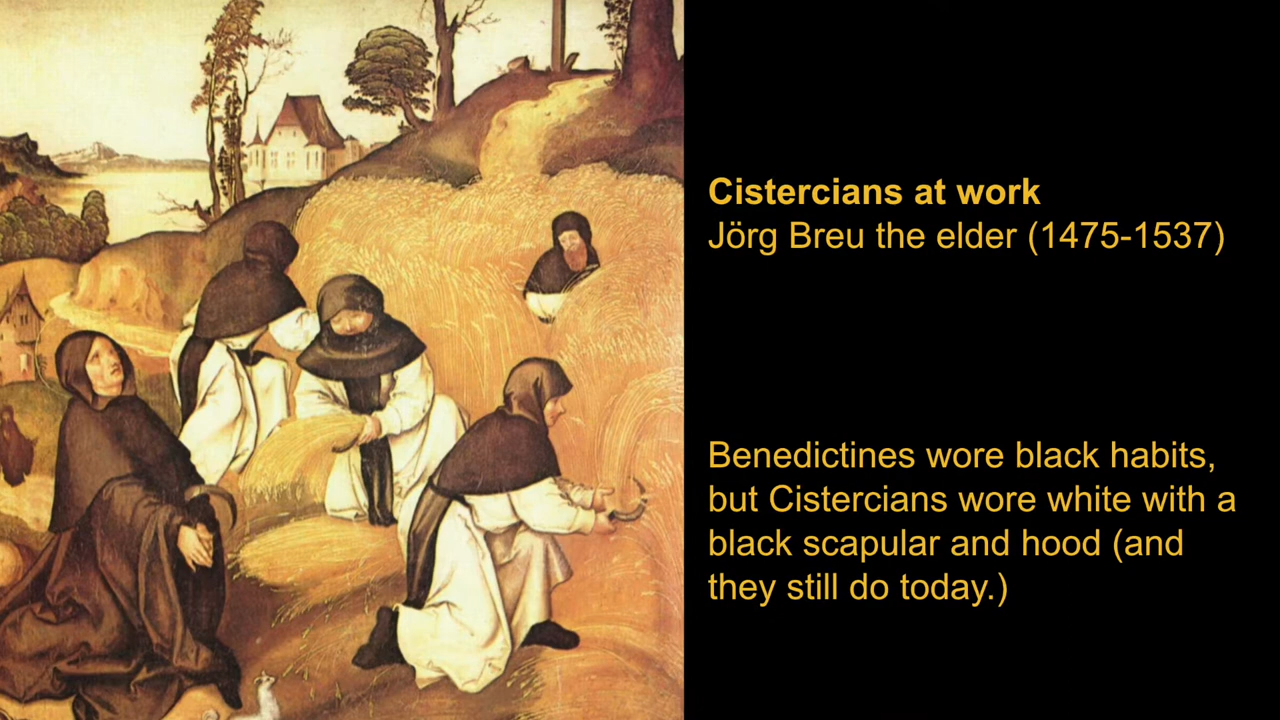 Cistercians at work
Jörg Breu the elder (1475-1537)
Benedictines wore black habits,
but Cistercians wore white with a
black scapular and hood (and
they still do today.)